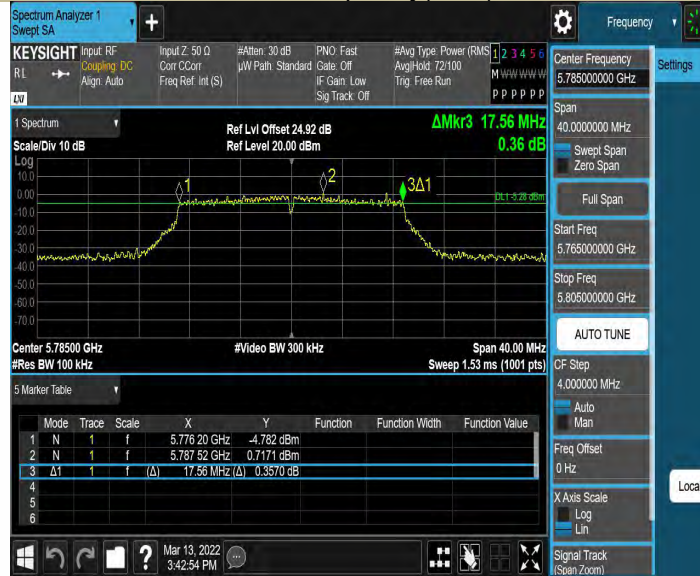 Spectrum Analyzer 1
Swept SA
+
Frequency
KEYSIGHT Input: RF Input Z: 50 Ω #Atten: 30 dB PNO: Fast #Avg Type: Power (RMS 1 2 3 4 5 6
R L Coupling: DC Corr CCorr µW Path: Standard Gate: Off Avg|Hold: 72/100 M W W W W W
Align: Auto Freq Ref: Int (S) IF Gain: Low Trig: Free Run
Sig Track: Off P P P P P P
LXI
1 Spectrum
Ref Lvl Offset 24.92 dB
ΔMkr3 17.56 MHz
Scale/Div 10 dB
Ref Level 20.00 dBm
0.36 dB
Log
10.0
0.00
-10.0
-20.0
-30.0
-40.0
-50.0
-60.0
-70.0
1
2
3Δ1
DL1 -5.28 dBm
Center 5.78500 GHz
#Video BW 300 kHz
Span 40.00 MHz
#Res BW 100 kHz
Sweep 1.53 ms (1001 pts)
5 Marker Table
Mode Trace Scale X Y Function Function Width Function Value
1 N 1 f 5.776 20 GHz -4.782 dBm
2 N 1 f 5.787 52 GHz 0.7171 dBm
3 Δ1 1 f (Δ) 17.56 MHz (Δ) 0.3570 dB
4
5
6
?
Mar 13, 2022
3:42:54 PM
Center Frequency
5.785000000 GHz
Settings
Span
40.0000000 MHz
Swept Span
Zero Span
Full Span
Start Freq
5.765000000 GHz
Stop Freq
5.805000000 GHz
AUTO TUNE
CF Step
4.000000 MHz
Auto
Man
Freq Offset
0 Hz
Loca
X Axis Scale
Log
Lin
Signal Track
(Span Zoom)